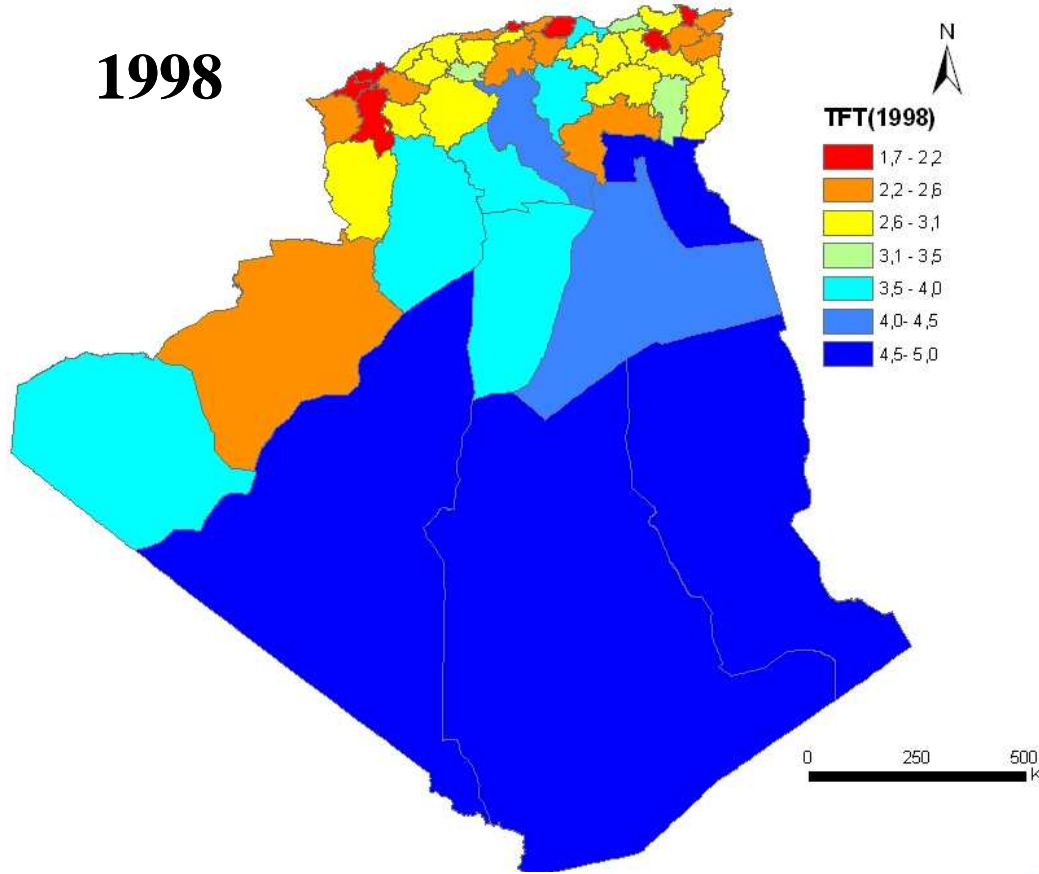 1998
N
TFT(1998)
1,7 - 2,2
2,2 - 2,6
2,6 - 3,1
3,1 - 3,5
3,5 - 4,0
4,0- 4,5
4,5- 5,0
0 250 500
k